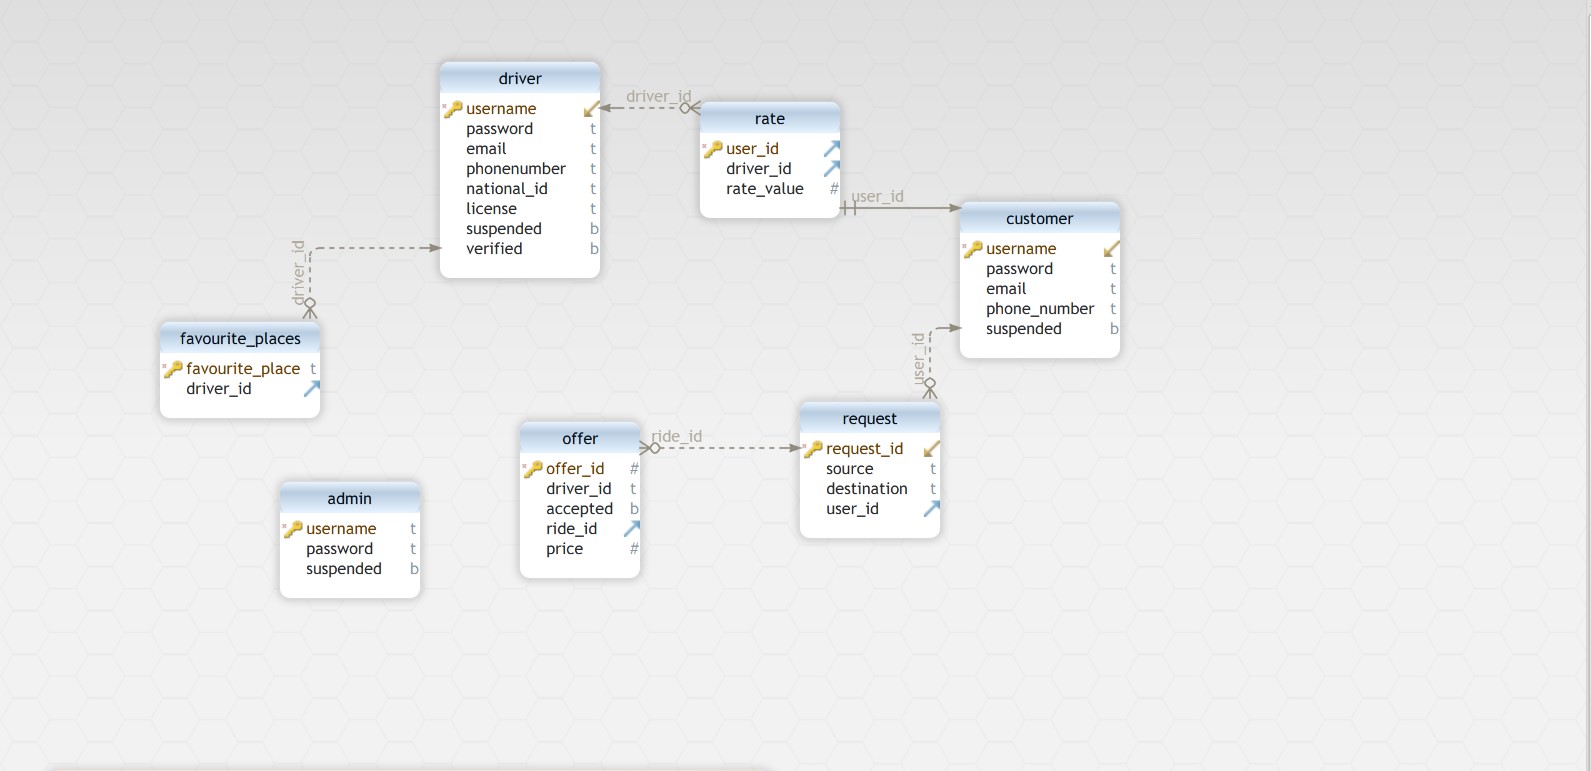 driver
username
password t
email t
phonenumber t
national_id t
license t
suspended b
verified b
driver_id
rate
user_id
driver_id
rate_value #
user_id
customer
username
password t
email t
phone_number t
suspended b
driver_id
favourite_places
favourite_place t
driver_id
user_id
request
request_id
source t
destination t
user_id
ride_id
offer
offer_id #
driver_id t
accepted b
ride_id
price #
admin
username t
password t
suspended b